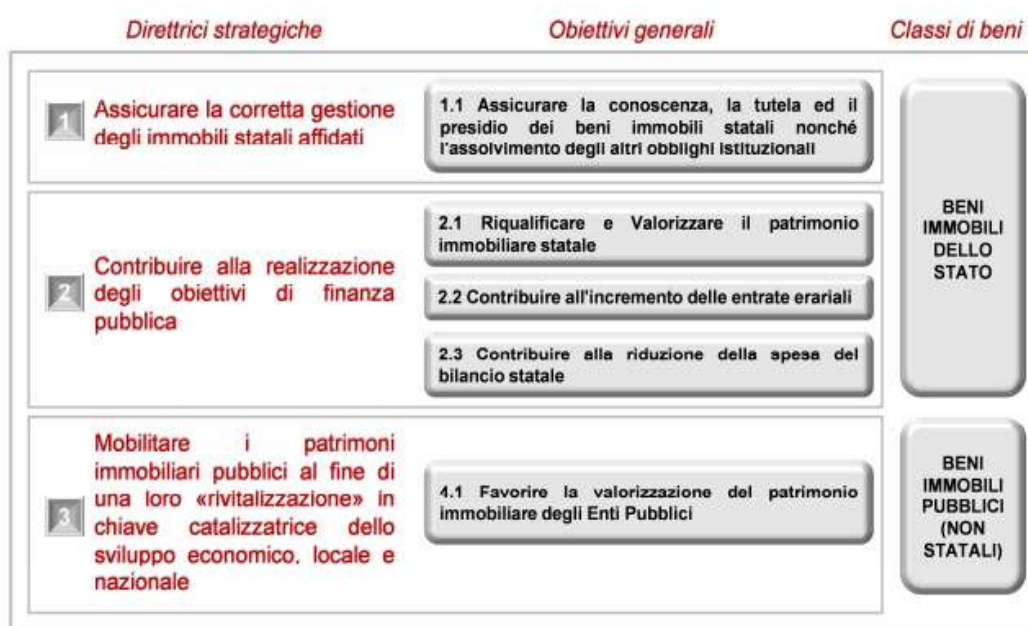 Direttrici strategiche
Obiettivi generali
Classi di beni
1
Assicurare la corretta gestione
degli immobili statali affidati
1.1 Assicurare la conoscenza, la tutela ed il
presidio dei beni immobili statali nonché
l'assolvimento degli altri obblighi istituzionali
2
Contribuire alla realizzazione
degli obiettivi di finanza
pubblica
2.1 Riqualificare e Valorizzare il patrimonio
immobiliare statale
2.2 Contribuire all'incremento delle entrate erariali
2.3 Contribuire alla riduzione della spesa del
bilancio statale
BENI
IMMOBILI
DELLO
STATO
3
Mobilitare i patrimoni
immobiliari pubblici al fine di
una loro «rivitalizzazione» in
chiave catalizzatrice dello
sviluppo economico, locale e
nazionale
4.1 Favorire la valorizzazione del patrimonio
immobiliare degli Enti Pubblici
BENI
IMMOBILI
PUBBLICI
(NON
STATALI)